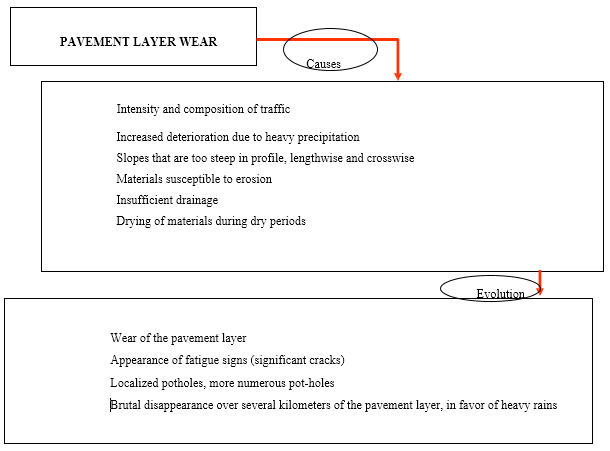 PAVEMENT LAYER WEAR
Causes
Intensity and composition of traffic
Increased deterioration due to heavy precipitation
Slopes that are too steep in profile, lengthwise and crosswise
Materials susceptible to erosion
Insufficient drainage
Drying of materials during dry periods
Evolution
Wear of the pavement layer
Appearance of fatigue signs (significant cracks)
Localized potholes, more numerous pot-holes
Brutal disappearance over several kilometers of the pavement layer, in favor of heavy rains